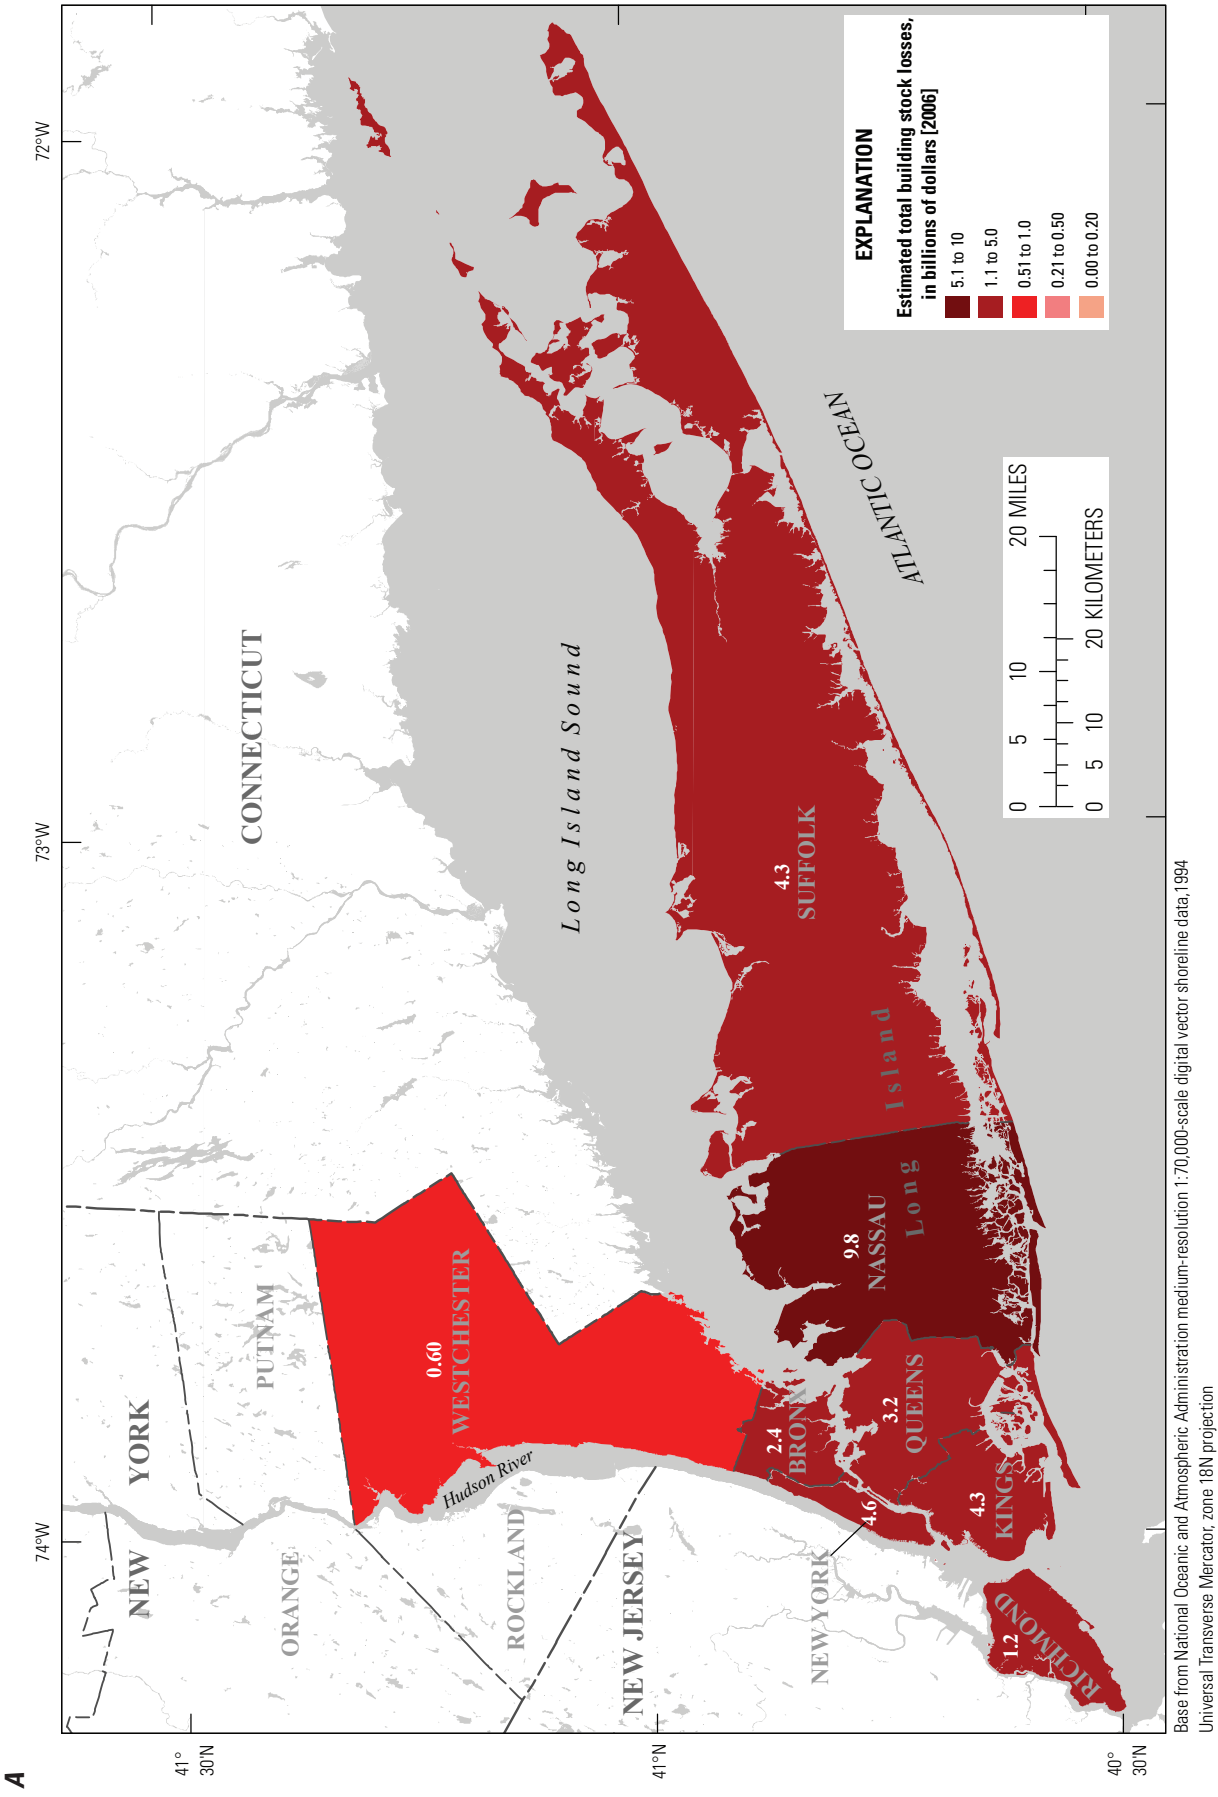 A
72°W
73°W
74°W
41°
30'N
41°N
40°
30'N
CONNECTICUT
NEW YORK
PUTNAM
ORANGE
ROCKLAND
NEW JERSEY
NEW YORK
Hudson River
0.60
WESTCHESTER
2.4
BRONX
4.6
3.2
QUEENS
4.3
KINGS
1.2
RICHMOND
9.8
NASSAU
4.3
SUFFOLK
Long Island
Long Island Sound
ATLANTIC OCEAN
EXPLANATION
Estimated total building stock losses,
in billions of dollars [2006]
5.1 to 10
1.1 to 5.0
0.51 to 1.0
0.21 to 0.50
0.00 to 0.20
0 5 10 20 MILES
0 5 10 20 KILOMETERS
Base from National Oceanic and Atmospheric Administration medium-resolution 1:70,000-scale digital vector shoreline data,1994
Universal Transverse Mercator, zone 18N projection